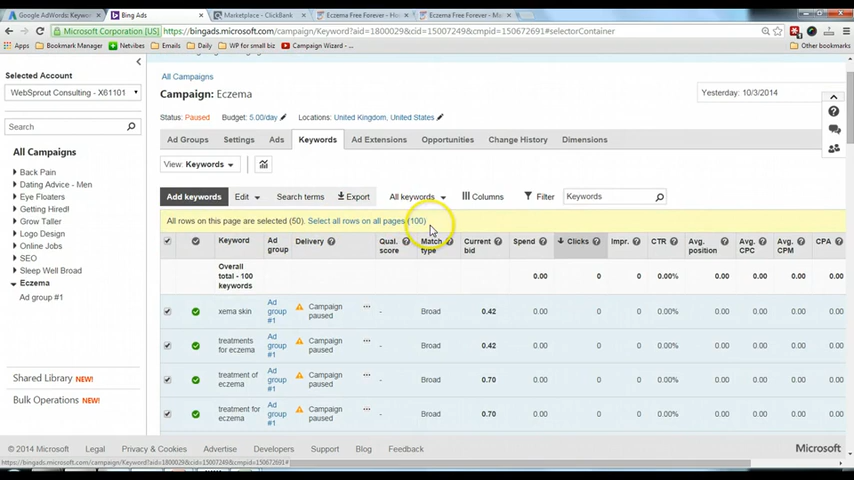 Google AdWords: Keyword
Bing Ads
Marketplace - ClickBank
Eczema Free Forever - Ho
Eczema Free Forever - Ma
Microsoft Corporation [US]
https://bingads.microsoft.com/campaign/Keyword?aid=1800029&cid=15007249&cmpid=150672691#selectorContainer
Apps
Bookmark Manager
Netvibes
Entities
Daily
WP for small biz
Campaign Wizard -...
Other bookmarks
Selected Account
WebSprout Consulting - X61101
Search
All Campaigns
Back Pain
Dating Advice - Men
Eye Floaters
Getting Hired!
Grow Taller
Logo Design
Online Jobs
SEO
Sleep Well Broad
Eczema
Ad group #1
Shared Library NEW!
Bulk Operations NEW!
All Campaigns
Campaign: Eczema
Yesterday: 10/3/2014
Status: Paused
Budget: 5.00/day
Locations: United Kingdom, United States
Ad Groups
Settings
Ads
Keywords
Ad Extensions
Opportunities
Change History
Dimensions
View: Keywords
Add keywords
Edit
Search terms
Export
All keywords
Columns
Filter
Keywords
All rows on this page are selected (50). Select all rows on all pages (100)
Keyword Ad group Delivery Qual. score Match type Current bid Spend Clicks Impr. CTR Avg. position Avg. CPC Avg. CPM CPA
Overall total - 100 keywords 0.00 0 0 0.00% 0.00 0.00 0.00 0.00
xema skin Ad group #1 Campaign paused ... - Broad 0.42 0.00 0 0 0.00% 0.00 0.00 0.00 0.00
treatments for eczema Ad group #1 Campaign paused ... - Broad 0.42 0.00 0 0 0.00% 0.00 0.00 0.00 0.00
treatment of eczema Ad group #1 Campaign paused ... - Broad 0.70 0.00 0 0 0.00% 0.00 0.00 0.00 0.00
treatment for eczema Ad group #1 Campaign paused ... - Broad 0.70 0.00 0 0 0.00% 0.00 0.00 0.00 0.00
© 2014 Microsoft
Legal
Privacy & Cookies
Advertise
Developers
Support
Blog
Feedback
Microsoft
https://bingads.microsoft.com/campaign/Keyword?aid=1800029&cid=15007249&cmpid=150672691#